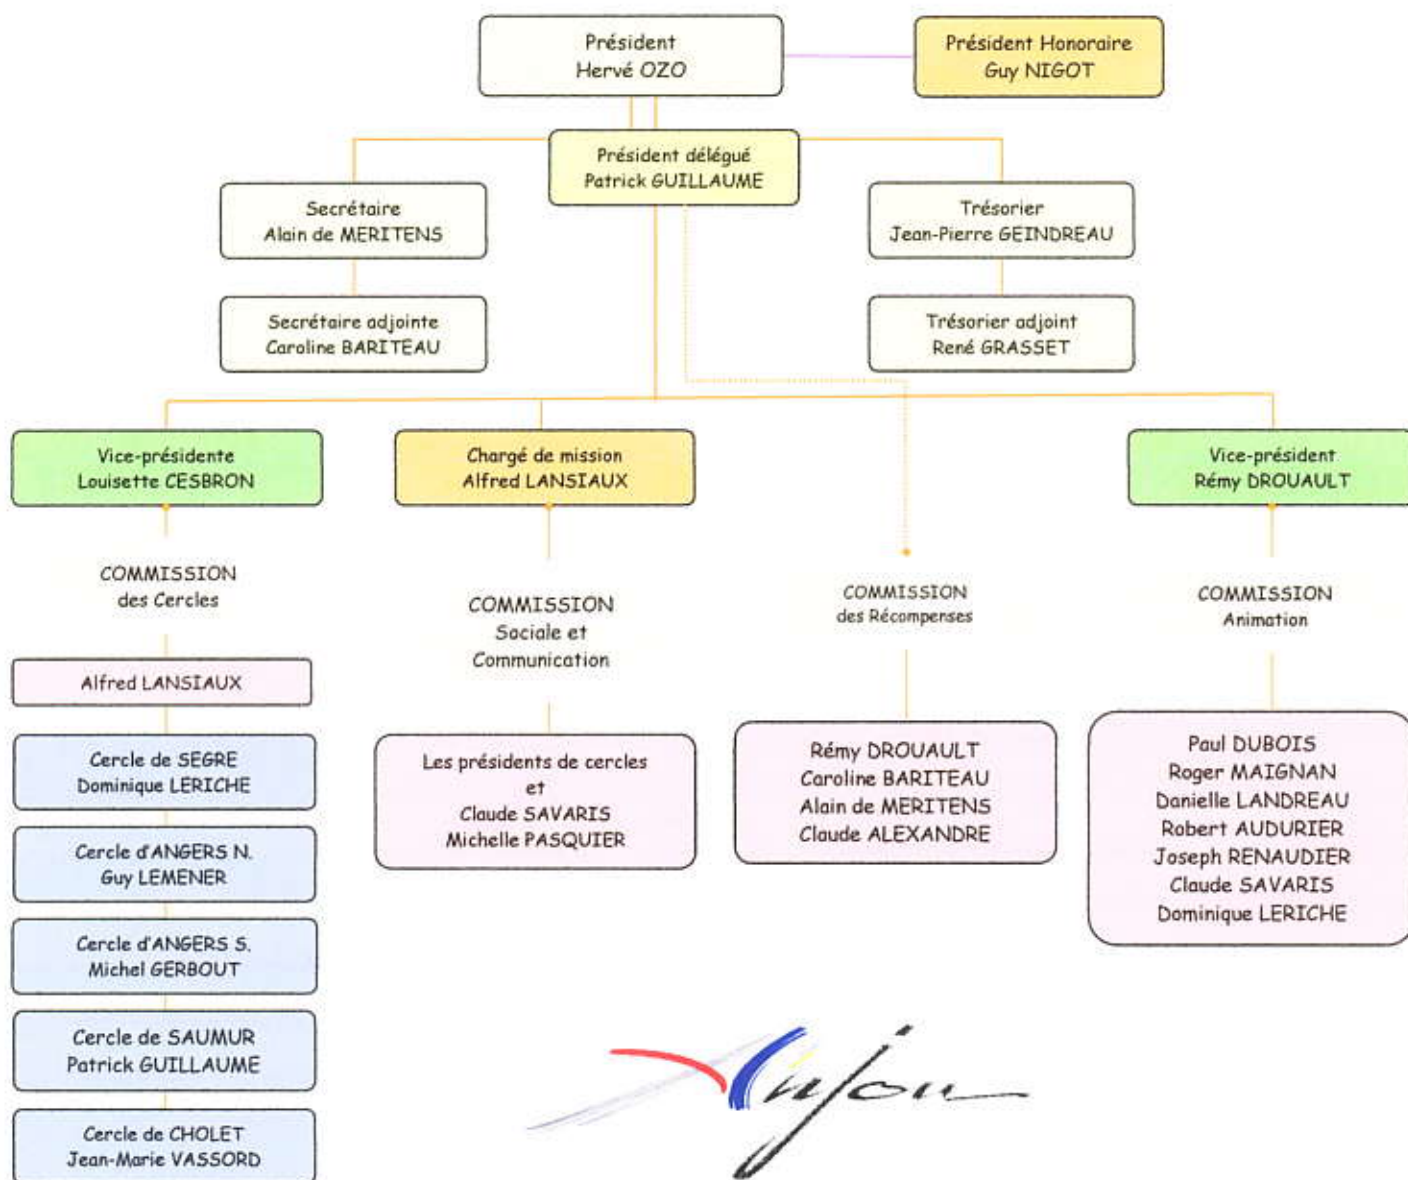 Président
Hervé OZO
Président Honoraire
Guy NIGOT
Président délégué
Patrick GUILLAUME
Secrétaire
Alain de MERITENS
Trésorier
Jean-Pierre GEINDREAU
Secrétaire adjointe
Caroline BARITEAU
Trésorier adjoint
René GRASSET
Vice-présidente
Louisette CESBRON
Chargé de mission
Alfred LANSIAUX
Vice-président
Rémy DROUAULT
COMMISSION
des Cercles
COMMISSION
Sociale et
Communication
COMMISSION
des Récompenses
COMMISSION
Animation
Alfred LANSIAUX
Cercle de SEGRE
Dominique LERICHE
Cercle d'ANGERS N.
Guy LEMENER
Cercle d'ANGERS S.
Michel GERBOUT
Cercle de SAUMUR
Patrick GUILLAUME
Cercle de CHOLET
Jean-Marie VASSORD
Les présidents de cercles
et
Claude SAVARIS
Michelle PASQUIER
Rémy DROUAULT
Caroline BARITEAU
Alain de MERITENS
Claude ALEXANDRE
Paul DUBOIS
Roger MAIGNAN
Danielle LANDREAU
Robert AUDURIER
Joseph RENAUDIER
Claude SAVARIS
Dominique LERICHE
Anjou